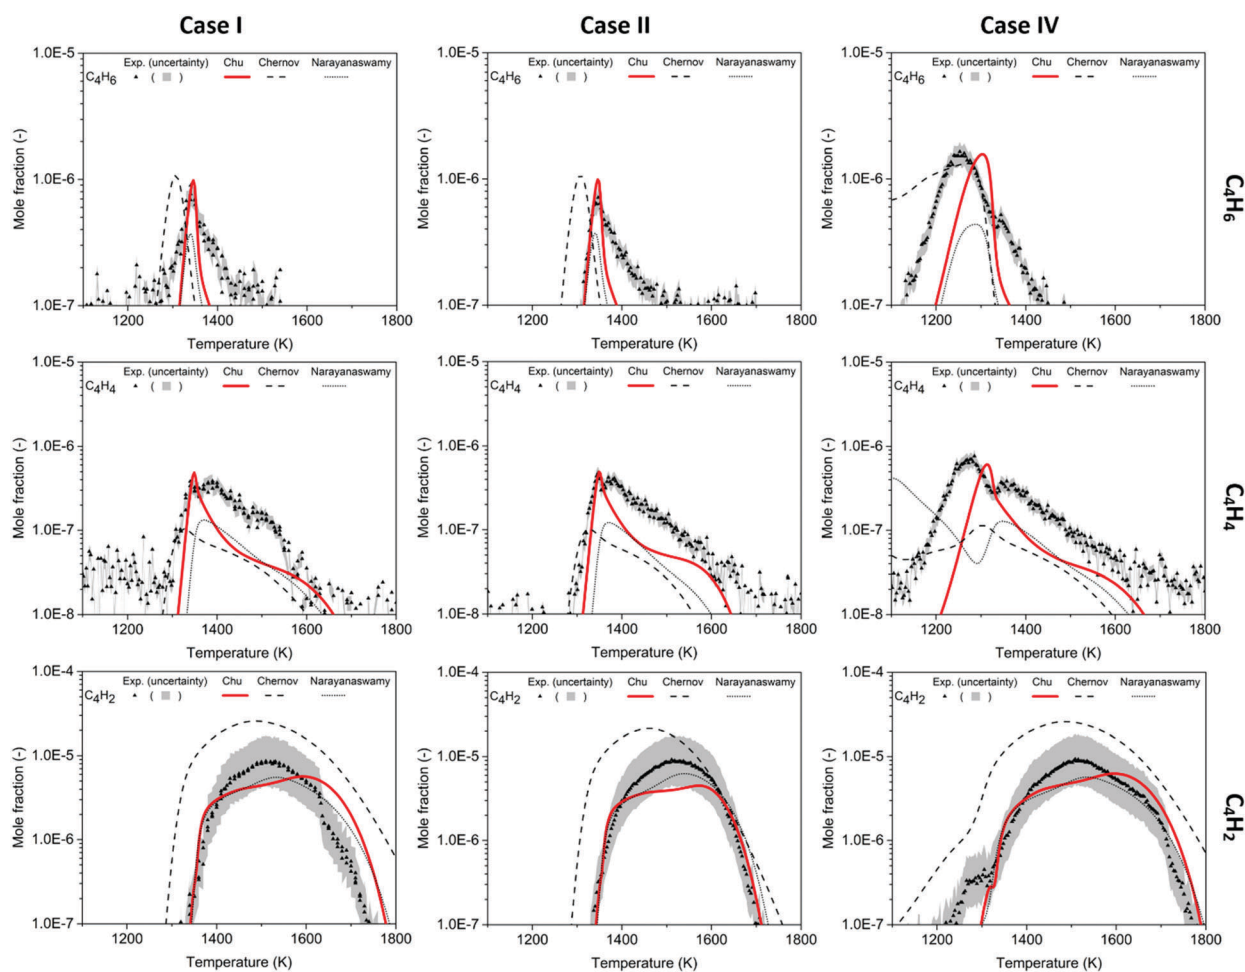 Case I
Case II
Case IV
1.0E-5
Exp. (uncertainty) Chu Chernov Narayanaswamy
C4H6 ( )
1.0E-6
1.0E-7
Mole fraction (-)
1200 1400 1600 1800
Temperature (K)
1.0E-5
Exp. (uncertainty) Chu Chernov Narayanaswamy
C4H6 ( )
1.0E-6
1.0E-7
Mole fraction (-)
1200 1400 1600 1800
Temperature (K)
1.0E-5
Exp. (uncertainty) Chu Chernov Narayanaswamy
C4H6 ( )
1.0E-6
1.0E-7
Mole fraction (-)
1200 1400 1600 1800
Temperature (K)
C4H6
1.0E-5
Exp. (uncertainty) Chu Chernov Narayanaswamy
C4H4 ( )
1.0E-6
1.0E-7
1.0E-8
Mole fraction (-)
1200 1400 1600 1800
Temperature (K)
1.0E-5
Exp. (uncertainty) Chu Chernov Narayanaswamy
C4H4 ( )
1.0E-6
1.0E-7
1.0E-8
Mole fraction (-)
1200 1400 1600 1800
Temperature (K)
1.0E-5
Exp. (uncertainty) Chu Chernov Narayanaswamy
C4H4 ( )
1.0E-6
1.0E-7
1.0E-8
Mole fraction (-)
1200 1400 1600 1800
Temperature (K)
C4H4
1.0E-4
Exp. (uncertainty) Chu Chernov Narayanaswamy
C4H2 ( )
1.0E-5
1.0E-6
1.0E-7
Mole fraction (-)
1200 1400 1600 1800
Temperature (K)
1.0E-4
Exp. (uncertainty) Chu Chernov Narayanaswamy
C4H2 ( )
1.0E-5
1.0E-6
1.0E-7
Mole fraction (-)
1200 1400 1600 1800
Temperature (K)
1.0E-4
Exp. (uncertainty) Chu Chernov Narayanaswamy
C4H2 ( )
1.0E-5
1.0E-6
1.0E-7
Mole fraction (-)
1200 1400 1600 1800
Temperature (K)
C4H2